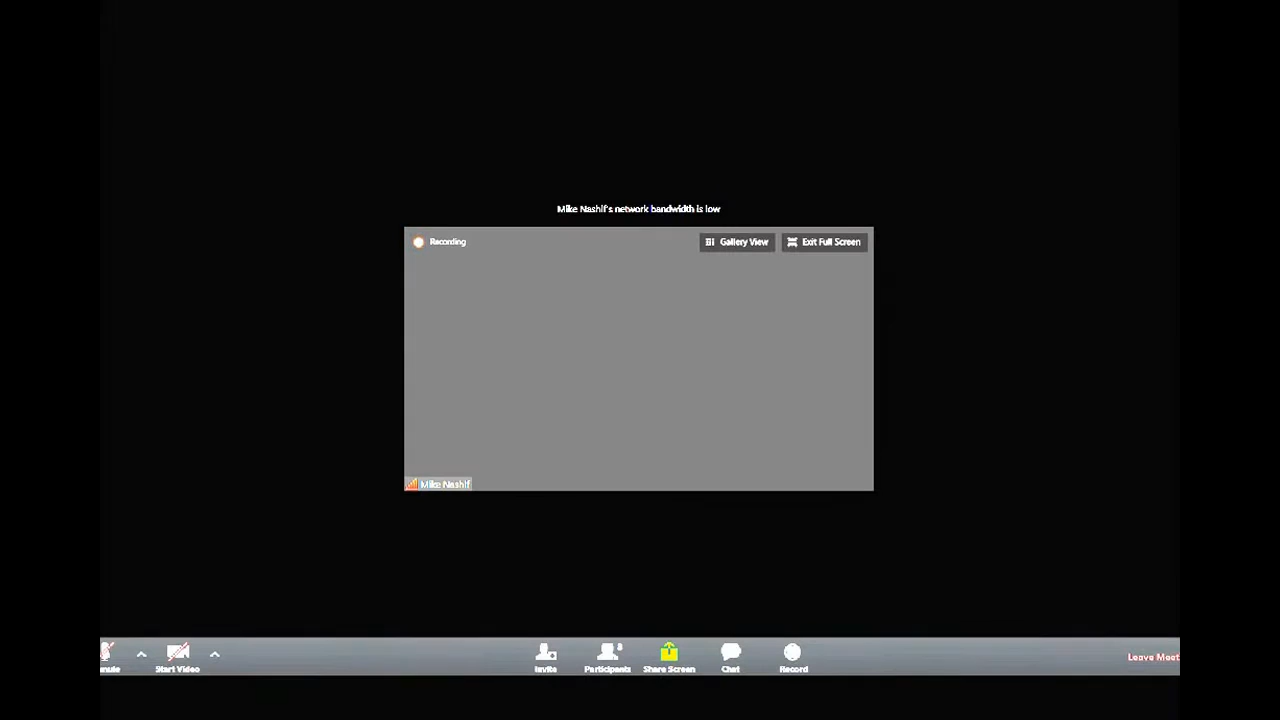 Mike Nashif's network bandwidth is low
Recording
Gallery View
Exit Full Screen
Mike Nashif
mute
Start Video
Invite
Participants
Share Screen
Chat
Record
Leave Meet